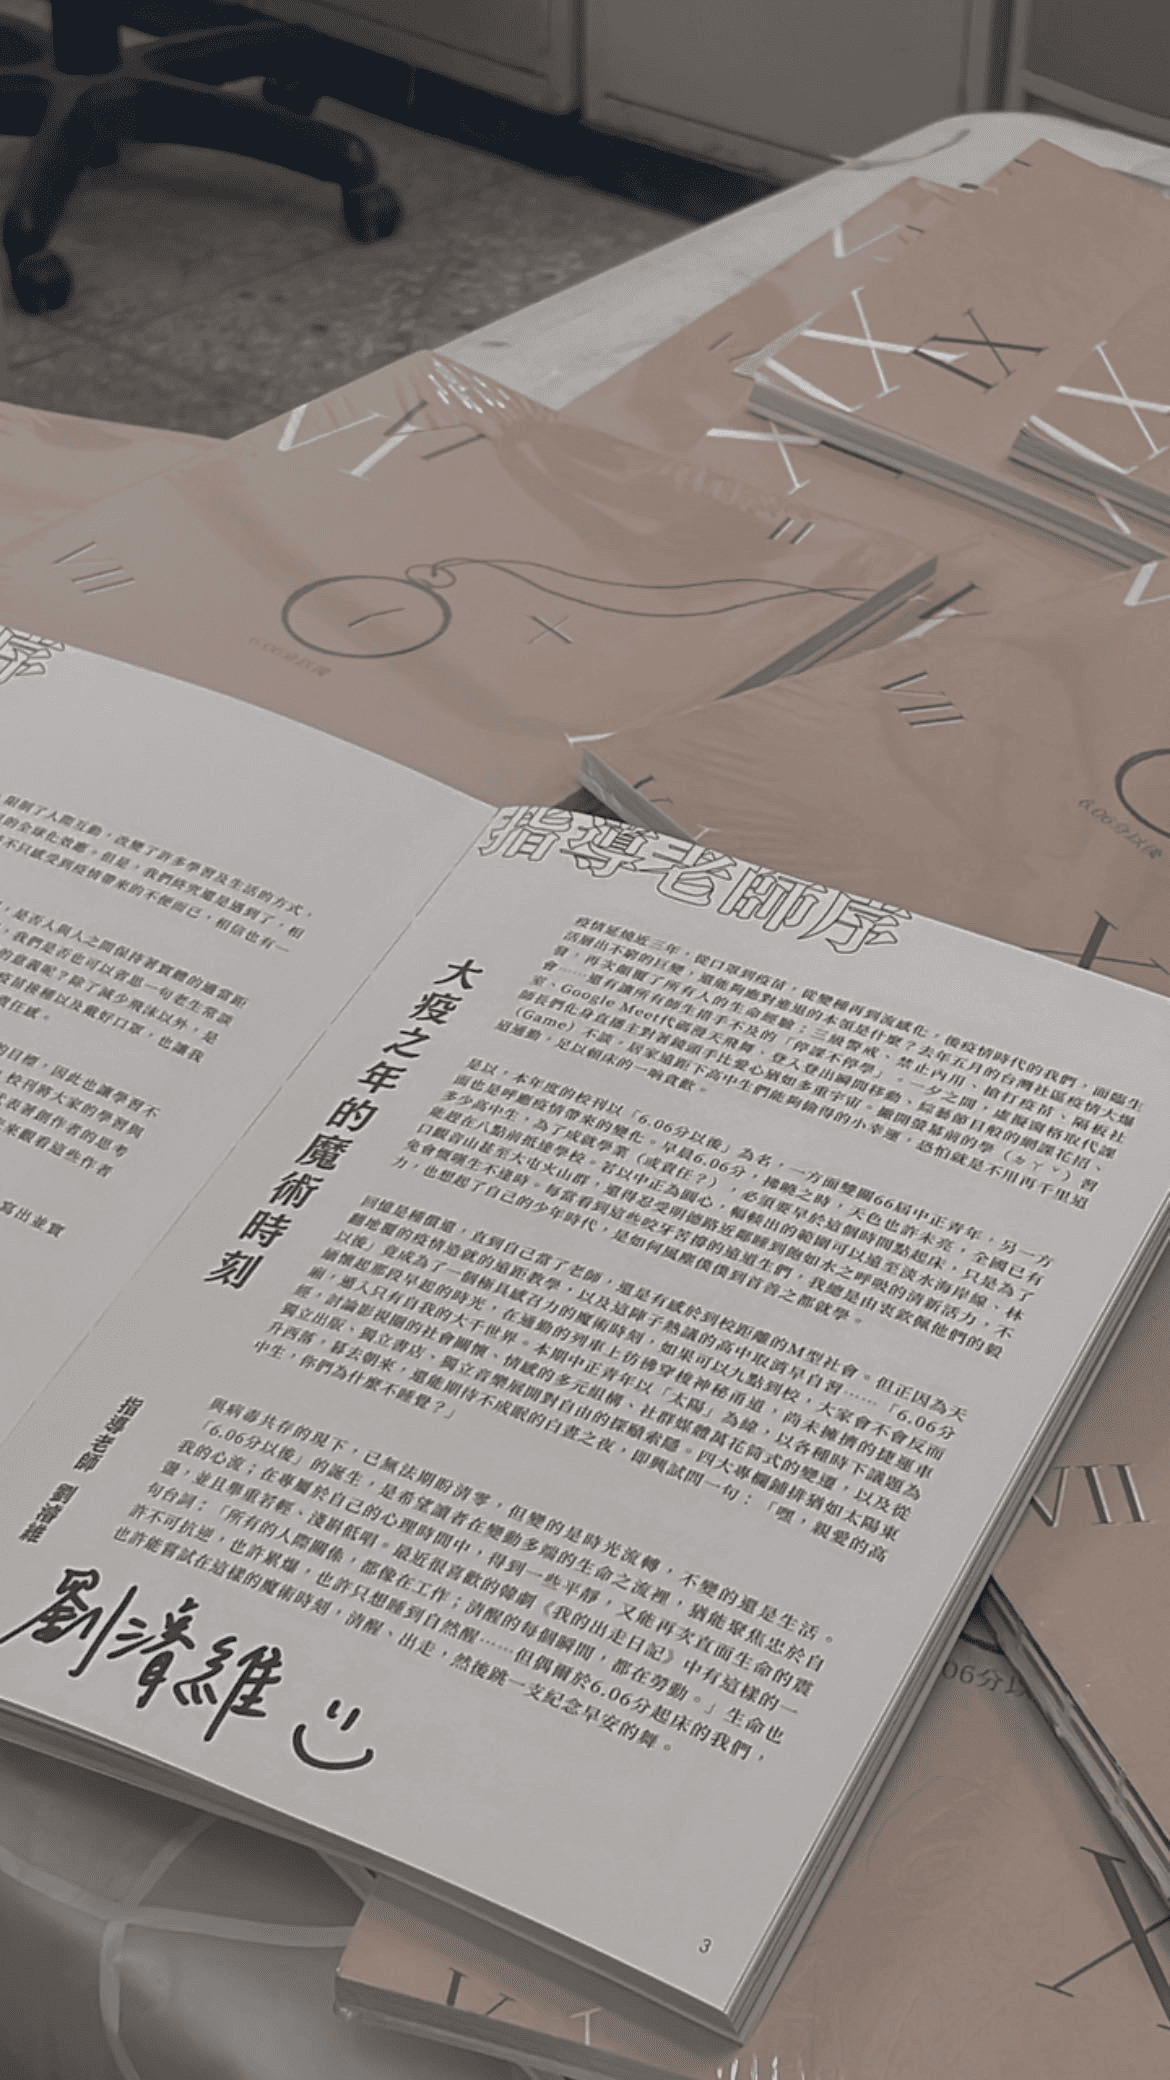 序
限制了人際互動，改變了許多學習及生活的方式，
的全球化效應。但是，我們終究還是遇到了，相
不只感受到疫情帶來的不便而已，相信也有一
，是否人與人之間保持著實體的適當距
，我們是否也可以省思一句老生常談
的意義呢？除了減少飛沫以外，是
疫苗接種以及戴好口罩，也讓我
責任感。
的目標，因此也讓學習不
校刊將大家的學習與
代表著創作者的思考
來觀看這些作者
寫出並實
指導老師序
大疫之年的魔術時刻
疫情延燒近三年，從口罩到疫苗，從變種再到流感化，後疫情時代的我們，面臨生
活層出不窮的巨變，還能夠應對進退的本領是什麼？去年五月的台灣社區疫情大爆
發，再次顛覆了所有人的生命經驗；三級警戒、禁止內用、搶打疫苗、隔板社
會……還有讓所有師生措手不及的「停課不停學」。一夕之間，虛擬窗格取代課
室、Google Meet代碼漫天飛舞、登入登出瞬間移動、綜藝節目般的網課花招、
師長們化身直播主對著鏡頭手比愛心猶如多重宇宙。撇開螢幕前的學（ㄒㄧㄠˊ）習
（Game）不談，居家遠距下高中生們能夠偷得的小幸運，恐怕就是不用再千里迢
迢通勤，足以賴床的一晌貪歡。
是以，本年度的校刊以「6.06分以後」為名，一方面雙關66屆中正青年，另一方
面也是呼應疫情帶來的變化。早晨6.06分，拂曉之時，天色也許未亮，全國已有
多少高中生，為了成就學業（或責任？），必須要早於這個時間點起床，只是為了
能趕在八點前抵達學校。若以中正為圓心，幅輳出的範圍可以遠至淡水海岸線、林
口觀音山甚至大屯火山群，還得忍受明德路近鄰睡到飽如水之呼吸的清新活力，不
免會慨嘆生不逢時。每當看到這些咬牙苦撐的遠道生們，我總是由衷欽佩他們的毅
力，也想起了自己的少年時代，是如何風塵僕僕到首善之都就學。
回憶是種償還，直到自己當了老師，還是有感於到校距離的M型社會。但正因為天
翻地覆的疫情造就的遠距教學，以及這陣子熱議的高中取消早自習……「6.06分
以後」竟成為了一個極具感召力的魔術時刻，如果可以九點到校，大家會不會反而
緬懷起那段早起的時光，在通勤的列車上彷彿穿梭神秘甬道，尚未擁擠的捷運車
廂，遁入只有自我的大千世界。本期中正青年以「太陽」為緯，以各種時下議題為
經，討論影視圈的社會關懷、情感的多元組構、社群媒體萬花筒式的變遷，以及從
獨立出版、獨立書店、獨立音樂展開對自由的探賾索隱。四大專欄鋪排猶如太陽東
升西落，暮去朝來，還能期待不成眠的白晝之夜，即興試問一句：「嘿，親愛的高
中生，你們為什麼不睡覺？」
與病毒共存的現下，已無法期盼清零，但變的是時光流轉，不變的還是生活。
「6.06分以後」的誕生，是希望讀者在變動多端的生命之流裡，猶能聚焦忠於自
我的心流；在專屬於自己的心理時間中，得到一些平靜，又能再次直面生命的震
盪，並且舉重若輕、淺斟低唱。最近很喜歡的韓劇《我的出走日記》中有這樣的一
句台詞：「所有的人際關係，都像在工作；清醒的每個瞬間，都在勞動。」生命也
許不可抗逆，也許累爆，也許只想睡到自然醒……但偶爾於6.06分起床的我們，
也許能嘗試在這樣的魔術時刻，清醒、出走，然後跳一支紀念早安的舞。
指導老師 劉濬維
劉濬維
3
VII
6.06分以後
VII
6.06分以後
VII